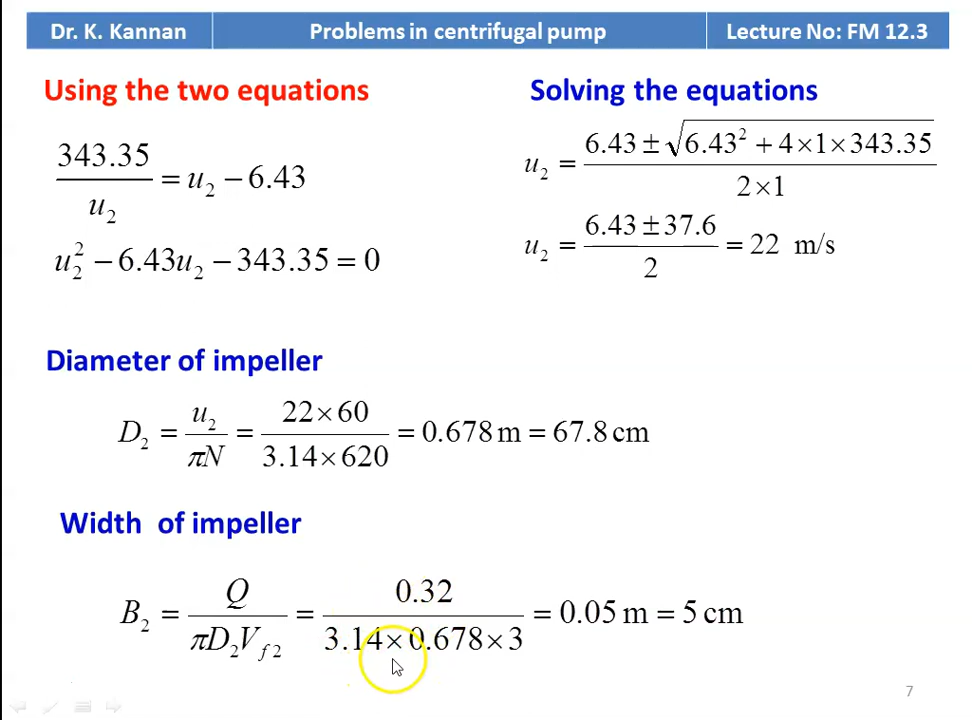 Dr. K. Kannan Problems in centrifugal pump Lecture No: FM 12.3
Using the two equations
343.35 / u₂ = u₂ − 6.43
u₂² − 6.43u₂ − 343.35 = 0
Solving the equations
u₂ = (6.43 ± √(6.43² + 4×1×343.35)) / (2×1)
u₂ = (6.43 ± 37.6) / 2 = 22 m/s
Diameter of impeller
D₂ = u₂ / πN = (22×60) / (3.14×620) = 0.678 m = 67.8 cm
Width of impeller
B₂ = Q / (πD₂V_f2) = 0.32 / (3.14×0.678×3) = 0.05 m = 5 cm
7